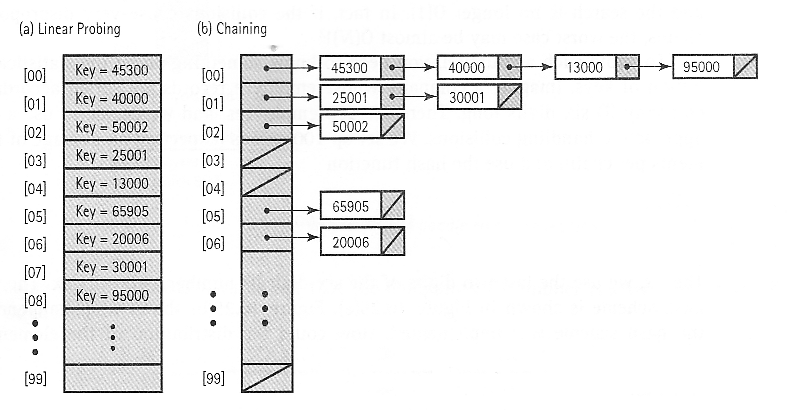 (a) Linear Probing
[00] Key = 45300
[01] Key = 40000
[02] Key = 50002
[03] Key = 25001
[04] Key = 13000
[05] Key = 65905
[06] Key = 20006
[07] Key = 30001
[08] Key = 95000
[99]
(b) Chaining
[00] 45300 40000 13000 95000
[01] 25001 30001
[02] 50002
[03]
[04]
[05] 65905
[06] 20006
[99]